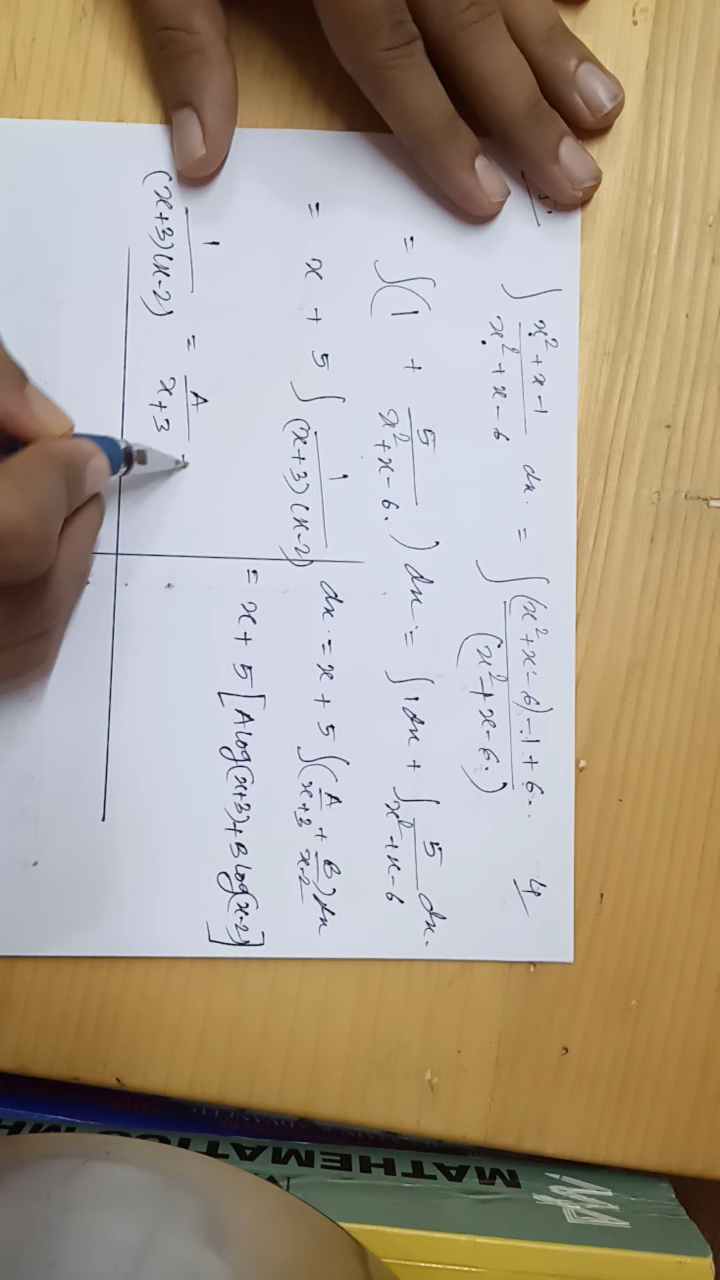 ∫ x²+x-1 / x²+x-6 dx. = ∫ (x²+x-6)-1+6.. / (x²+x-6.) 4
= ∫(1 + 5 / x²+x-6.) dx. = ∫1dx + ∫ 5 / x²+x-6 dx.
= x + 5 ∫ 1 / (x+3)(x-2) dx. = x + 5 ∫(A / x+3 + B / x-2) dx
= x + 5 [A log(x+3) + B log(x-2)]
1 / (x+3)(x-2) = A / x+3
MATHEMATICS